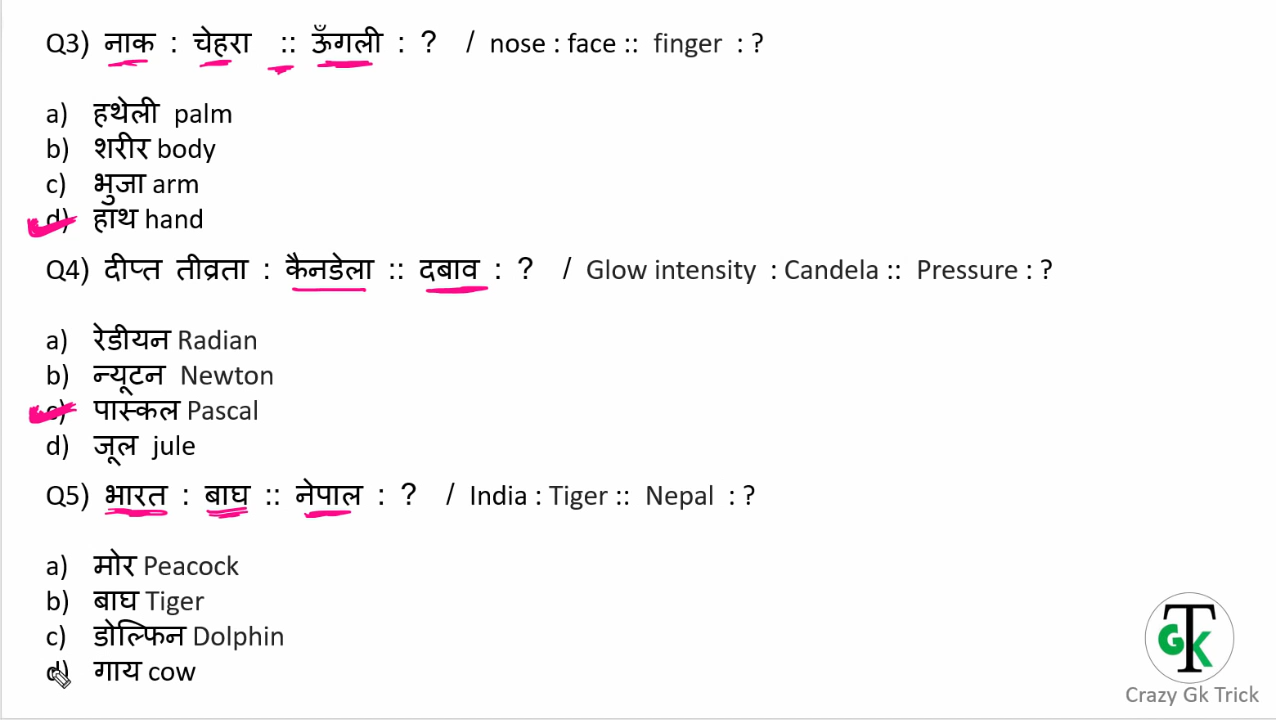 Q3) नाक : चेहरा :: ऊँगली : ? / nose : face :: finger : ?
a) हथेली palm
b) शरीर body
c) भुजा arm
d) हाथ hand
Q4) दीप्त तीव्रता : कैनडेला :: दबाव : ? / Glow intensity : Candela :: Pressure : ?
a) रेडीयन Radian
b) न्यूटन Newton
c) पास्कल Pascal
d) जूल jule
Q5) भारत : बाघ :: नेपाल : ? / India : Tiger :: Nepal : ?
a) मोर Peacock
b) बाघ Tiger
c) डोल्फिन Dolphin
d) गाय cow
GTK
Crazy Gk Trick